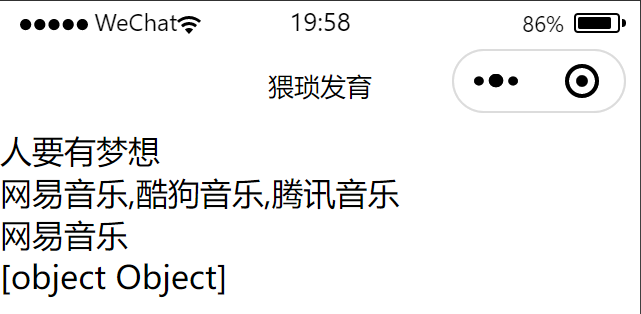 WeChat 19:58 86%
猥琐发育
人要有梦想
网易音乐,酷狗音乐,腾讯音乐
网易音乐
[object Object]